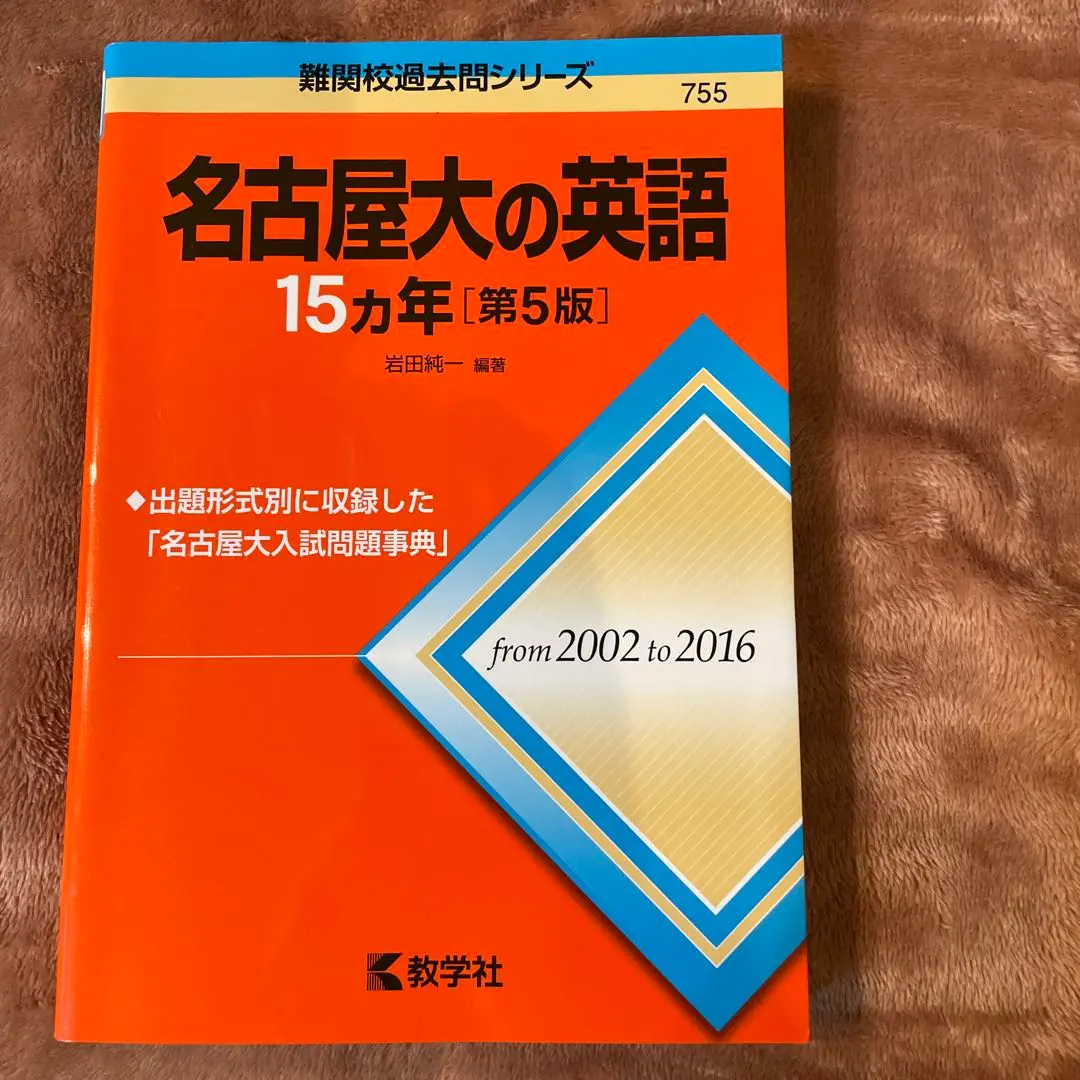 難関校過去問シリーズ
755
名古屋大の英語
15カ年[第5版]
岩田純一 編著
◆出題形式別に収録した
「名古屋大入試問題事典」
from 2002 to 2016
教学社